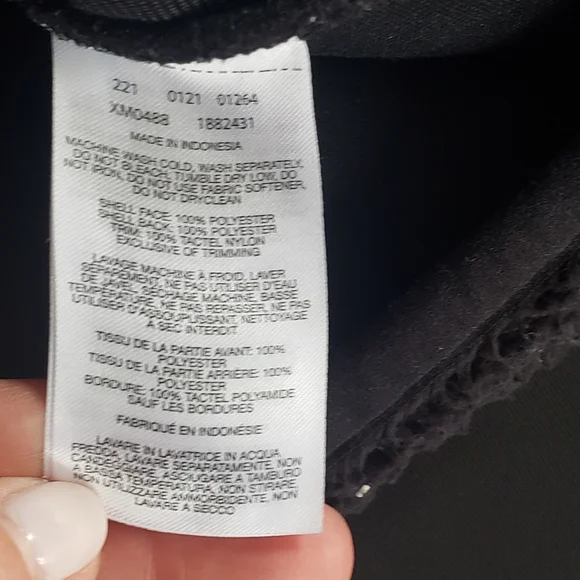 221 0121 01264
XM0488 1882431
MADE IN INDONESIA
MACHINE WASH COLD, WASH SEPARATELY,
DO NOT BLEACH, TUMBLE DRY LOW, DO
NOT IRON, DO NOT USE FABRIC SOFTENER,
DO NOT DRYCLEAN
SHELL FACE: 100% POLYESTER
SHELL BACK: 100% POLYESTER
TRIM: 100% TACTEL NYLON
EXCLUSIVE OF TRIMMING
LAVAGE MACHINE À FROID, LAVER
SÉPARÉMENT, NE PAS UTILISER D'EAU
DE JAVEL, SÉCHAGE MACHINE, BASSE
TEMPÉRATURE, NE PAS REPASSER, NE PAS
UTILISER D'ASSOUPLISSANT, NETTOYAGE
À SEC INTERDIT
TISSU DE LA PARTIE AVANT: 100%
POLYESTER
TISSU DE LA PARTIE ARRIÈRE: 100%
POLYESTER
BORDURE: 100% TACTEL POLYAMIDE
SAUF LES BORDURES
FABRIQUÉ EN INDONÉSIE
LAVARE IN LAVATRICE IN ACQUA
FREDDA, LAVARE SEPARATAMENTE, NON
CANDEGGIARE, ASCIUGARE A TAMBURO
A BASSA TEMPERATURA, NON STIRARE,
NON UTILIZZARE AMMORBIDENTE, NON
LAVARE A SECCO